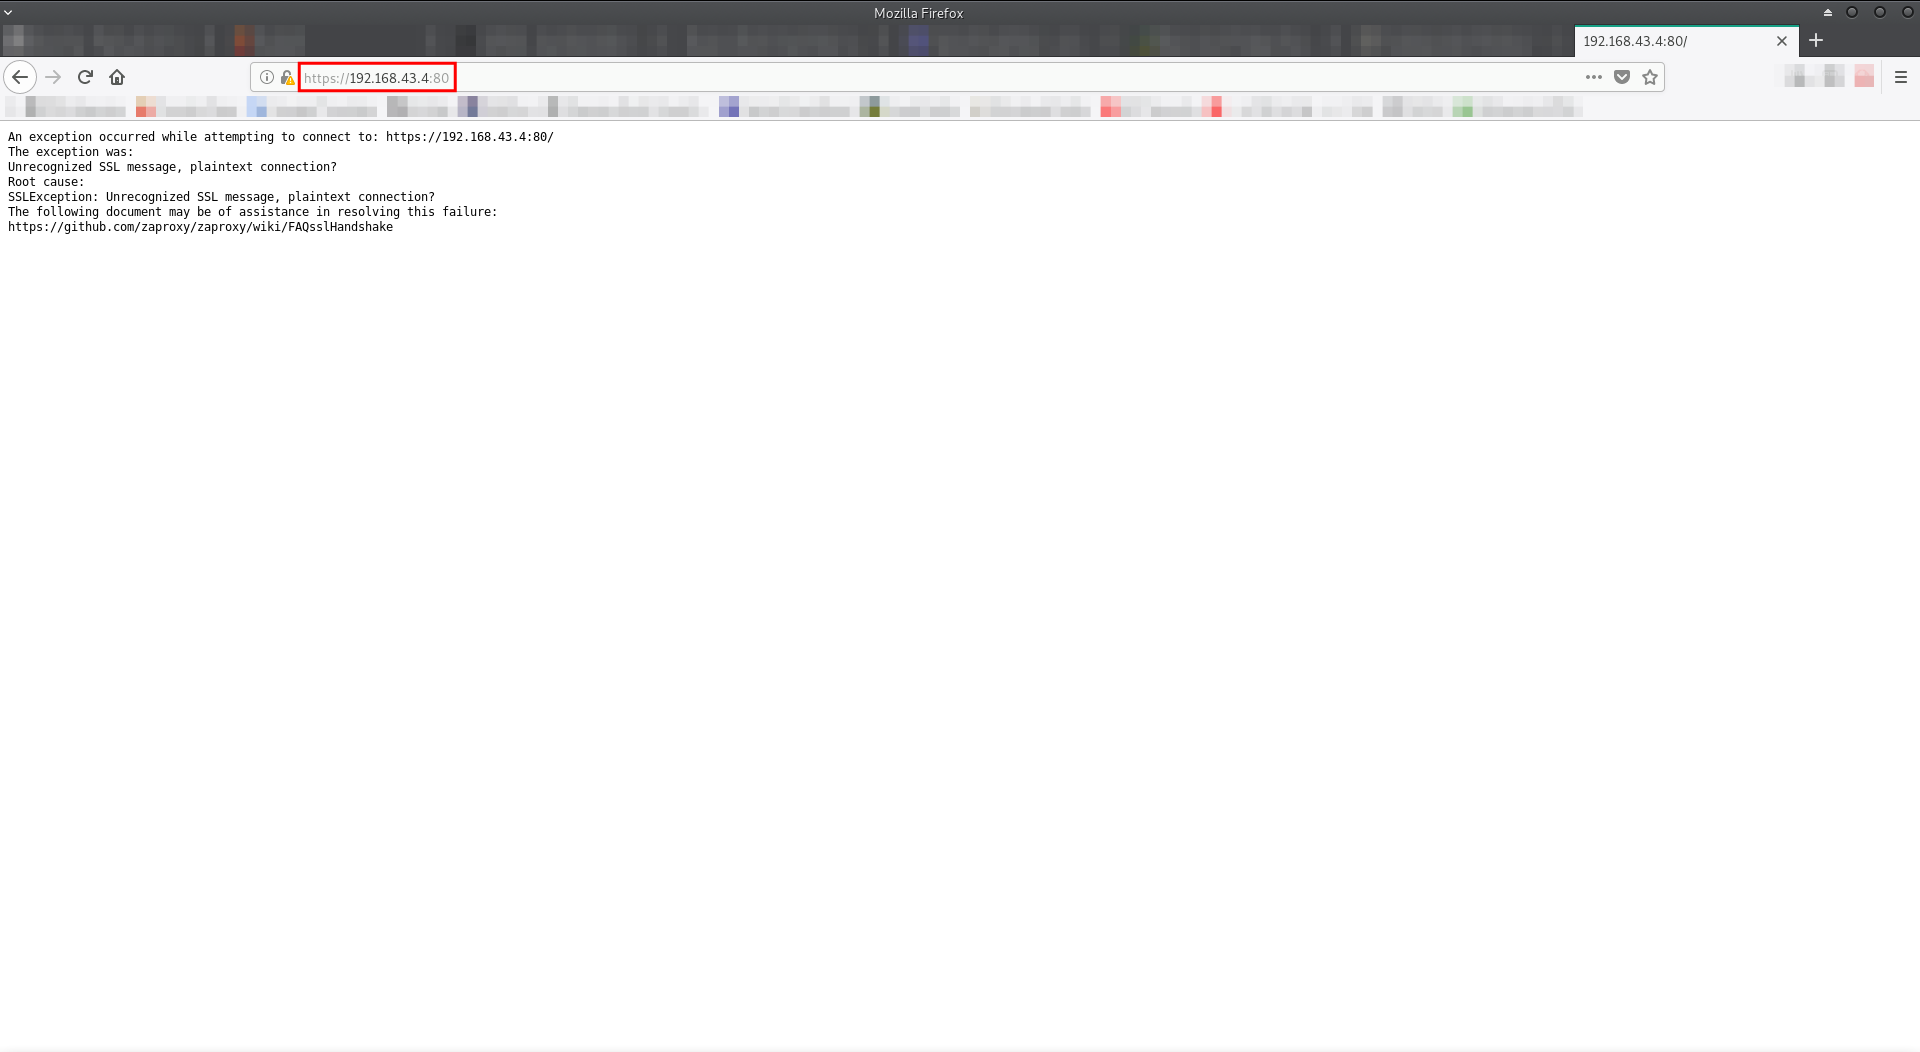 Mozilla Firefox
192.168.43.4:80/
https://192.168.43.4:80
An exception occurred while attempting to connect to: https://192.168.43.4:80/
The exception was:
Unrecognized SSL message, plaintext connection?
Root cause:
SSLException: Unrecognized SSL message, plaintext connection?
The following document may be of assistance in resolving this failure:
https://github.com/zaproxy/zaproxy/wiki/FAQsslHandshake